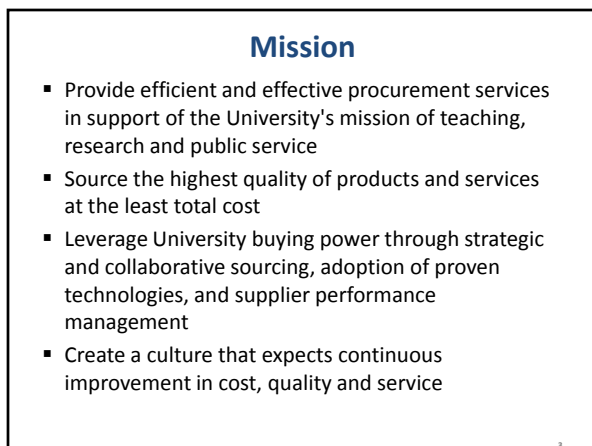 Mission
▪ Provide efficient and effective procurement services
in support of the University's mission of teaching,
research and public service
▪ Source the highest quality of products and services
at the least total cost
▪ Leverage University buying power through strategic
and collaborative sourcing, adoption of proven
technologies, and supplier performance
management
▪ Create a culture that expects continuous
improvement in cost, quality and service
3